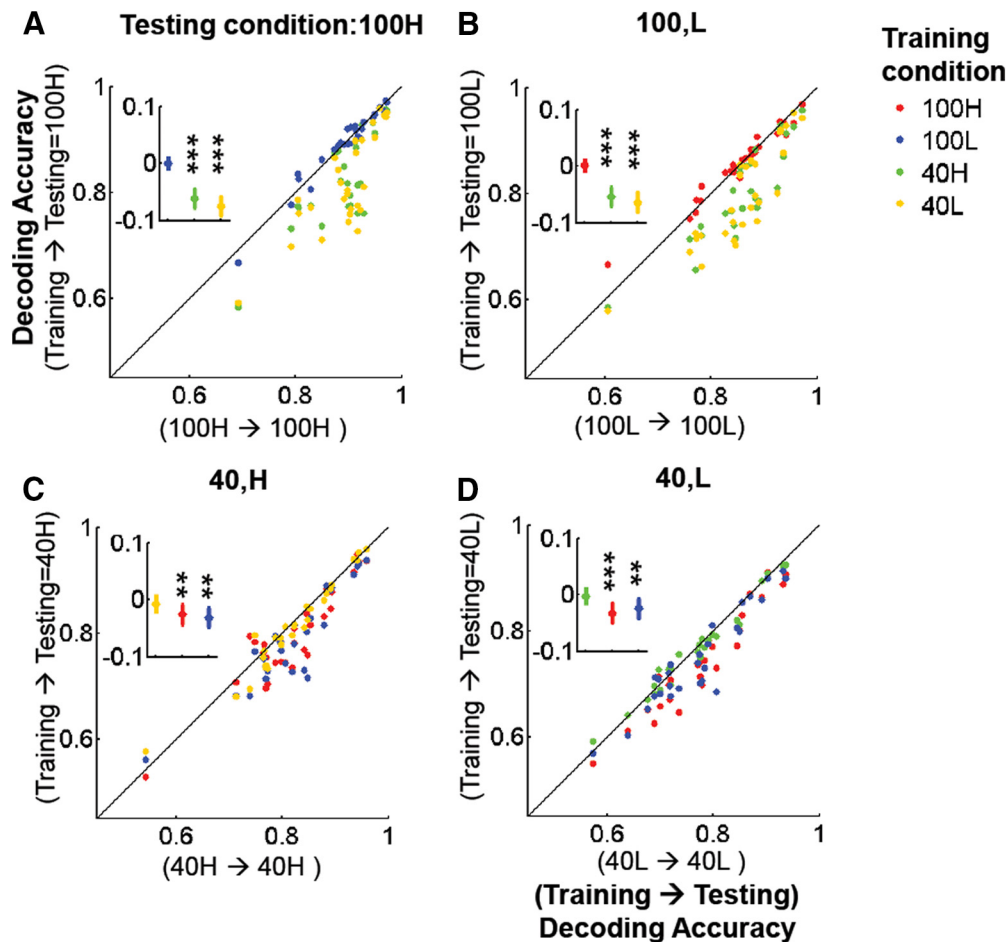 A
Testing condition:100H
Decoding Accuracy
(Training → Testing=100H)
1
0.8
0.6
0.1
0
-0.1
***
***
0.6
0.8
1
(100H → 100H )
B
100,L
(Training → Testing=100L)
1
0.8
0.6
0.1
0
-0.1
***
***
0.6
0.8
1
(100L → 100L)
Training
condition
100H
100L
40H
40L
C
40,H
(Training → Testing=40H)
1
0.8
0.6
0.1
0
-0.1
**
**
0.6
0.8
1
(40H → 40H )
D
40,L
(Training → Testing=40L)
1
0.8
0.6
0.1
0
-0.1
***
**
0.6
0.8
1
(40L → 40L )
(Training → Testing)
Decoding Accuracy